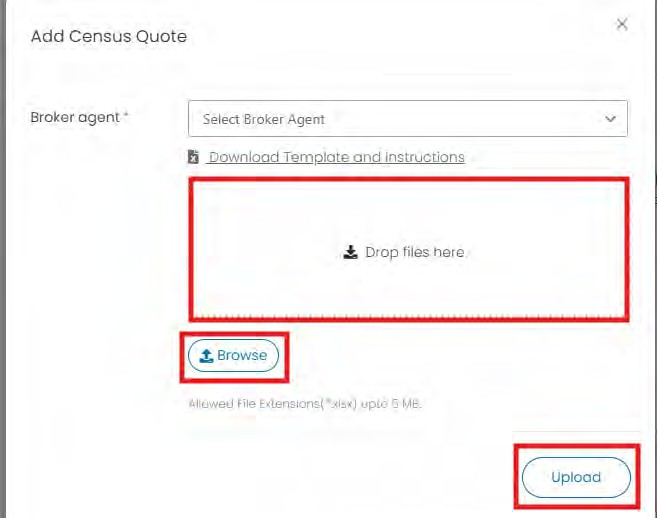 Add Census Quote
Broker agent *
Select Broker Agent
Download Template and Instructions
Drop files here
Browse
Allowed File Extensions(*.xlsx) upto 5 MB.
Upload